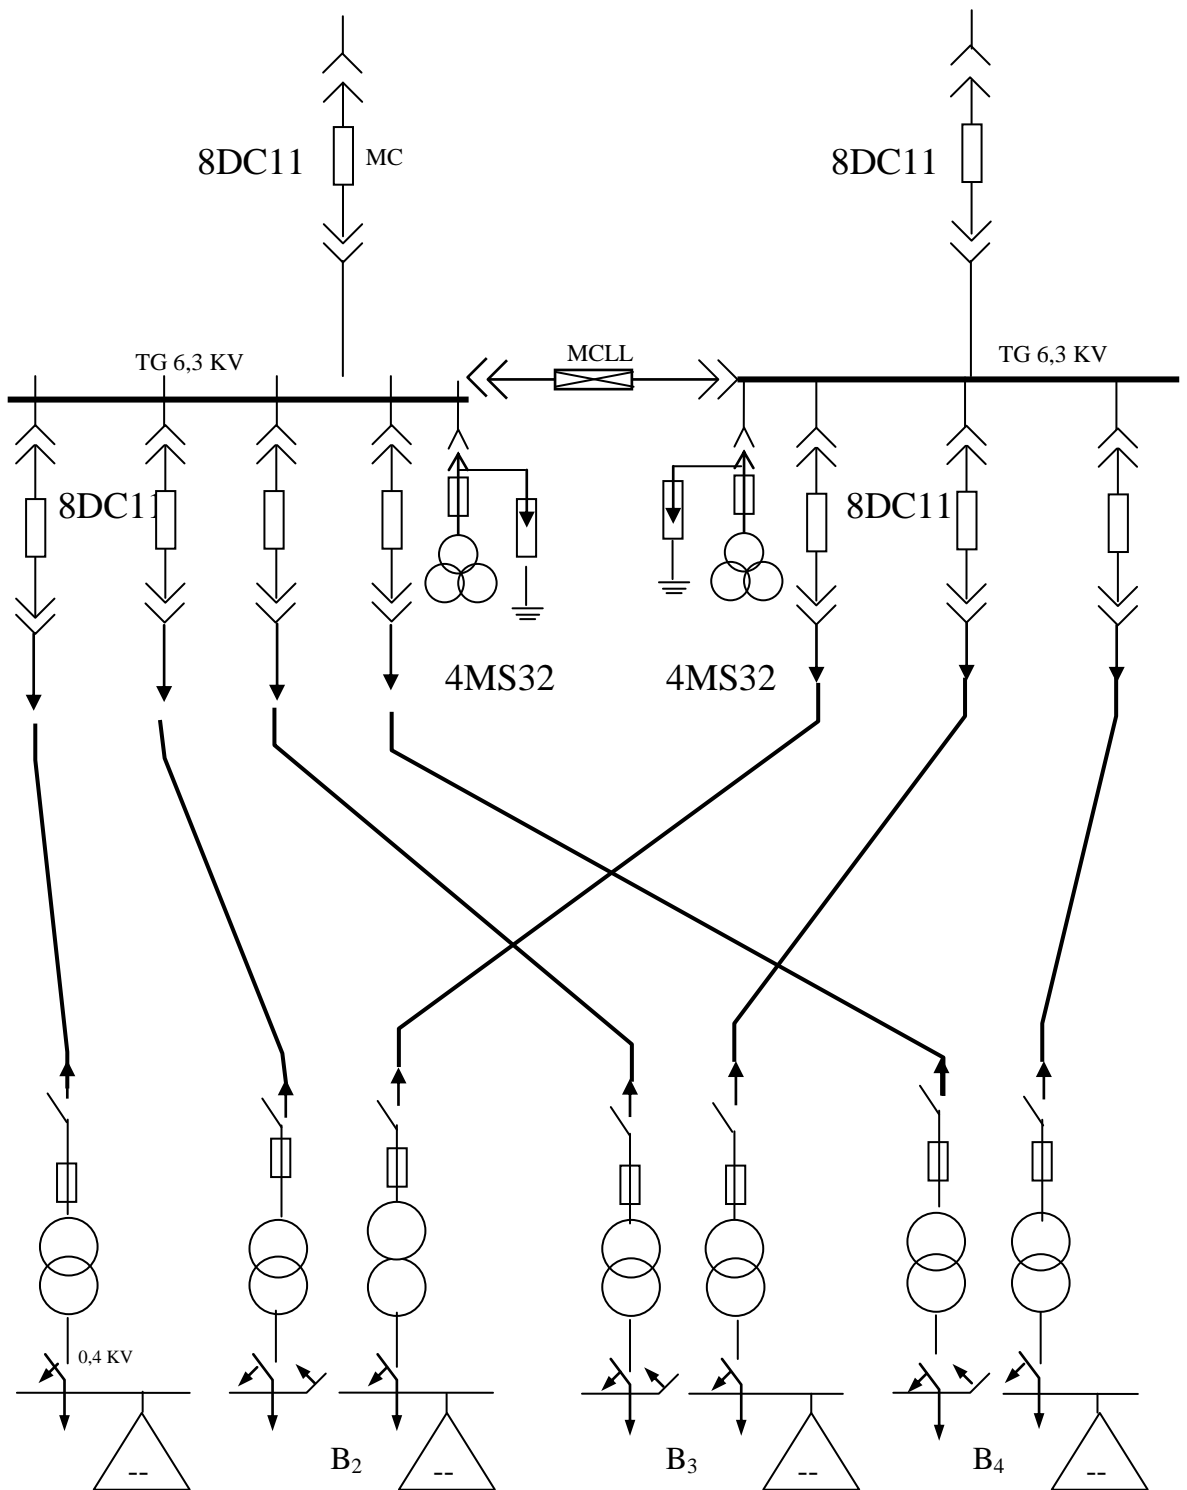 8DC11
MC
8DC11
TG 6,3 KV
MCLL
TG 6,3 KV
8DC11
8DC11
4MS32
4MS32
0,4 KV
B2
B3
B4
--
--
--
--